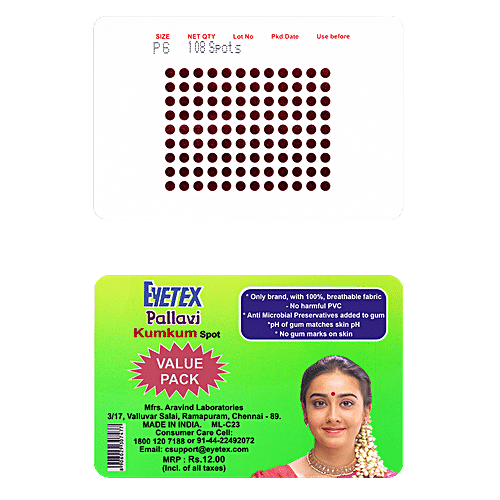 SIZE NET QTY Lot No Pkd.Date Use before
P6 108 Spots
EYETEX
Pallavi
Kumkum Spot
VALUE
PACK
* Only brand, with 100%, breathable fabric
- No harmful PVC
* Anti Microbial Preservatives added to gum
*pH of gum matches skin pH
* No gum marks on skin
Mfrs. Aravind Laboratories
3/17, Valluvar Salai, Ramapuram, Chennai - 89.
MADE IN INDIA. ML-C23
Consumer Care Cell:
1800 120 7188 or 91-44-22492072
Email: csupport@eyetex.com
MRP : Rs.12.00
(Incl. of all taxes)